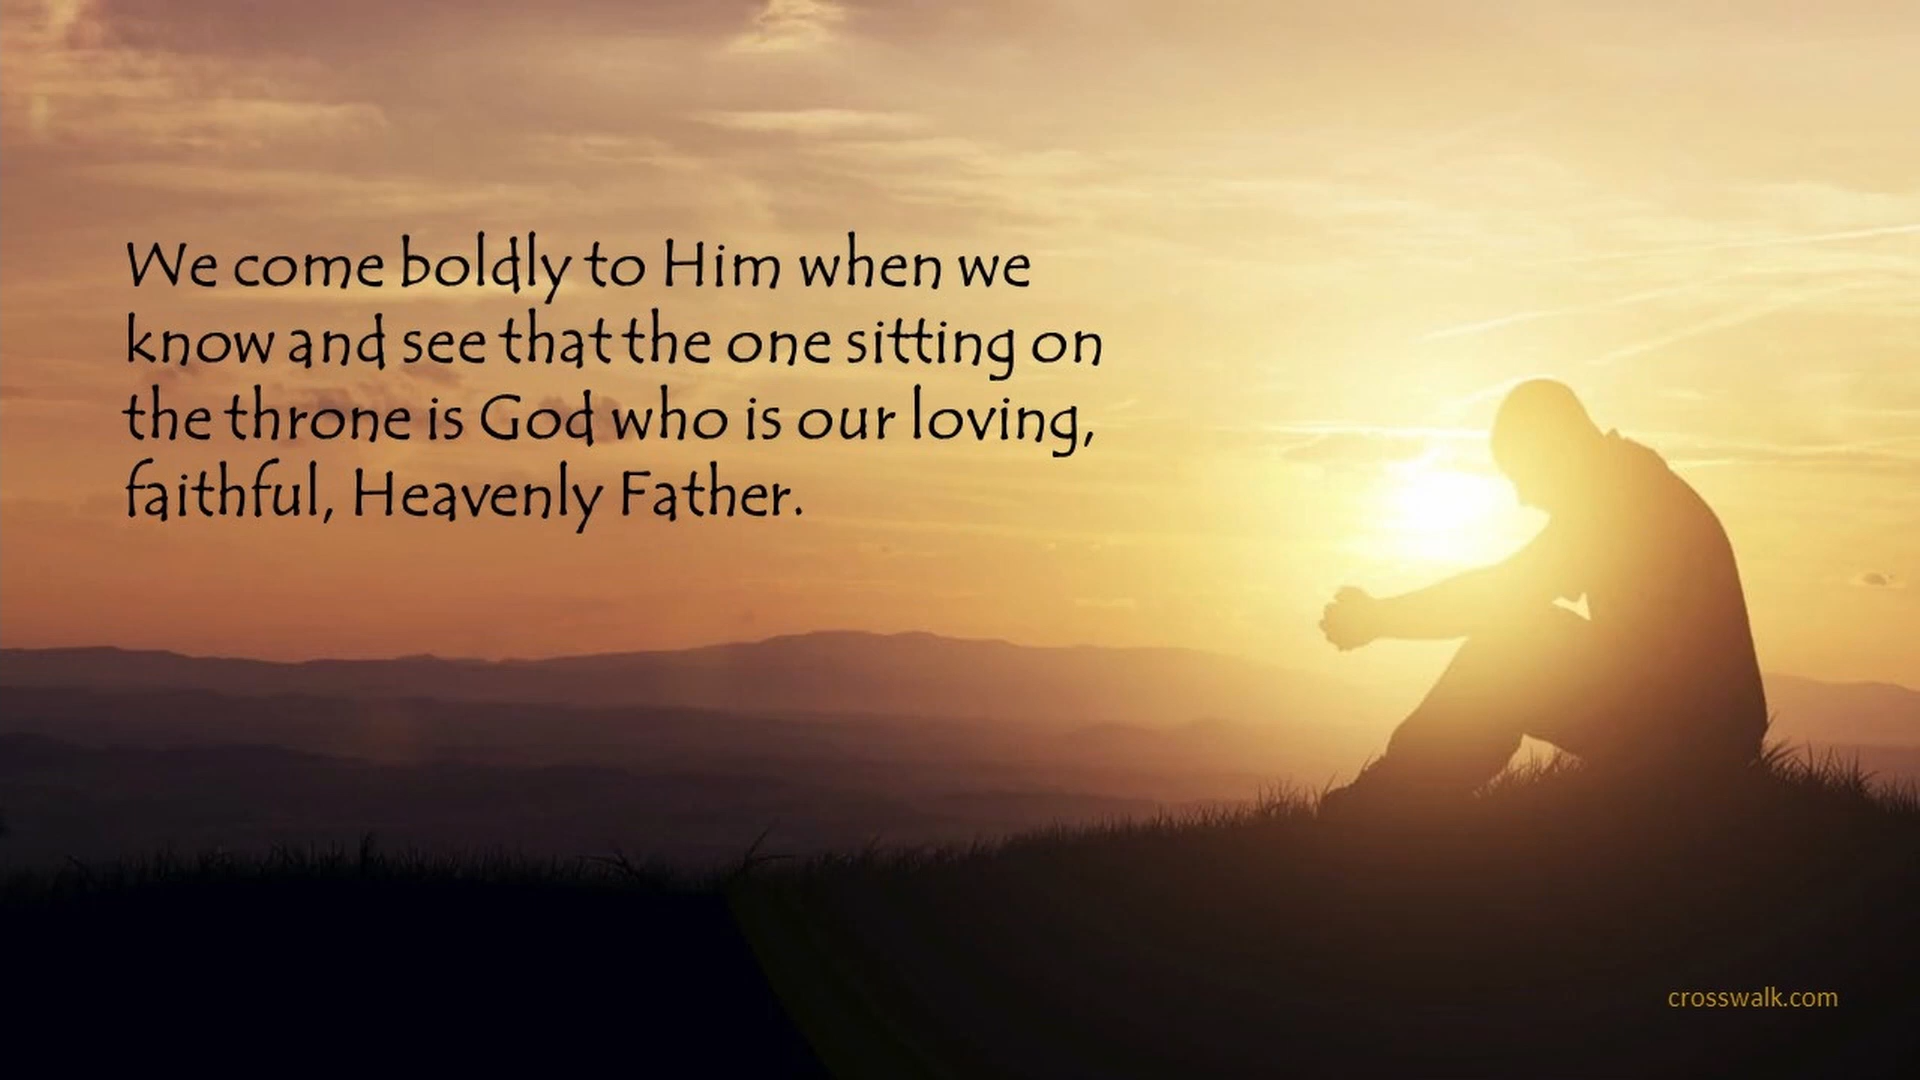 We come boldly to Him when we
know and see that the one sitting on
the throne is God who is our loving,
faithful, Heavenly Father.
crosswalk.com